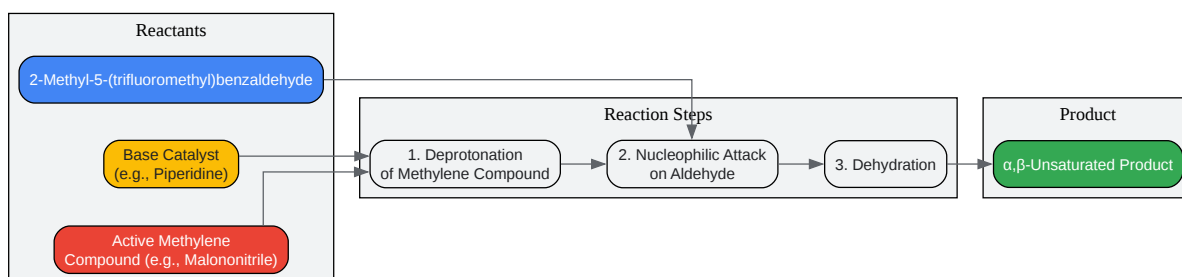 Reactants
2-Methyl-5-(trifluoromethyl)benzaldehyde
Base Catalyst
(e.g., Piperidine)
Active Methylene
Compound (e.g., Malononitrile)
Reaction Steps
1. Deprotonation
of Methylene Compound
2. Nucleophilic Attack
on Aldehyde
3. Dehydration
Product
α,β-Unsaturated Product